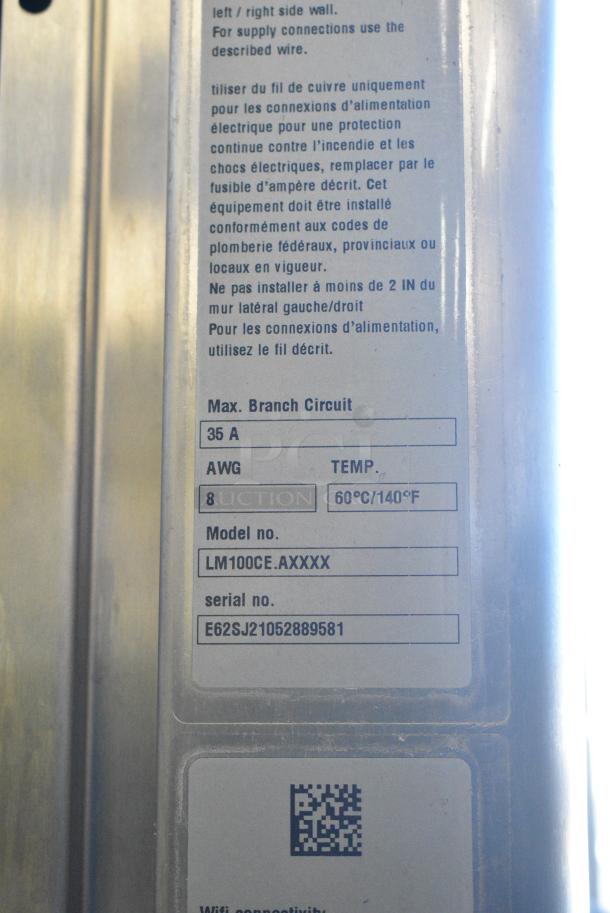 left / right side wall.
For supply connections use the
described wire.
tiliser du fil de cuivre uniquement
pour les connexions d'alimentation
électrique pour une protection
continue contre l'incendie et les
chocs électriques, remplacer par le
fusible d'ampère décrit. Cet
équipement doit être installé
conformément aux codes de
plomberie fédéraux, provinciaux ou
locaux en vigueur.
Ne pas installer à moins de 2 IN du
mur latéral gauche/droit
Pour les connexions d'alimentation,
utilisez le fil décrit.
Max. Branch Circuit
35 A
AWG TEMP.
8 60°C/140°F
Model no.
LM100CE.AXXXX
serial no.
E62SJ21052889581
Wifi connectivity